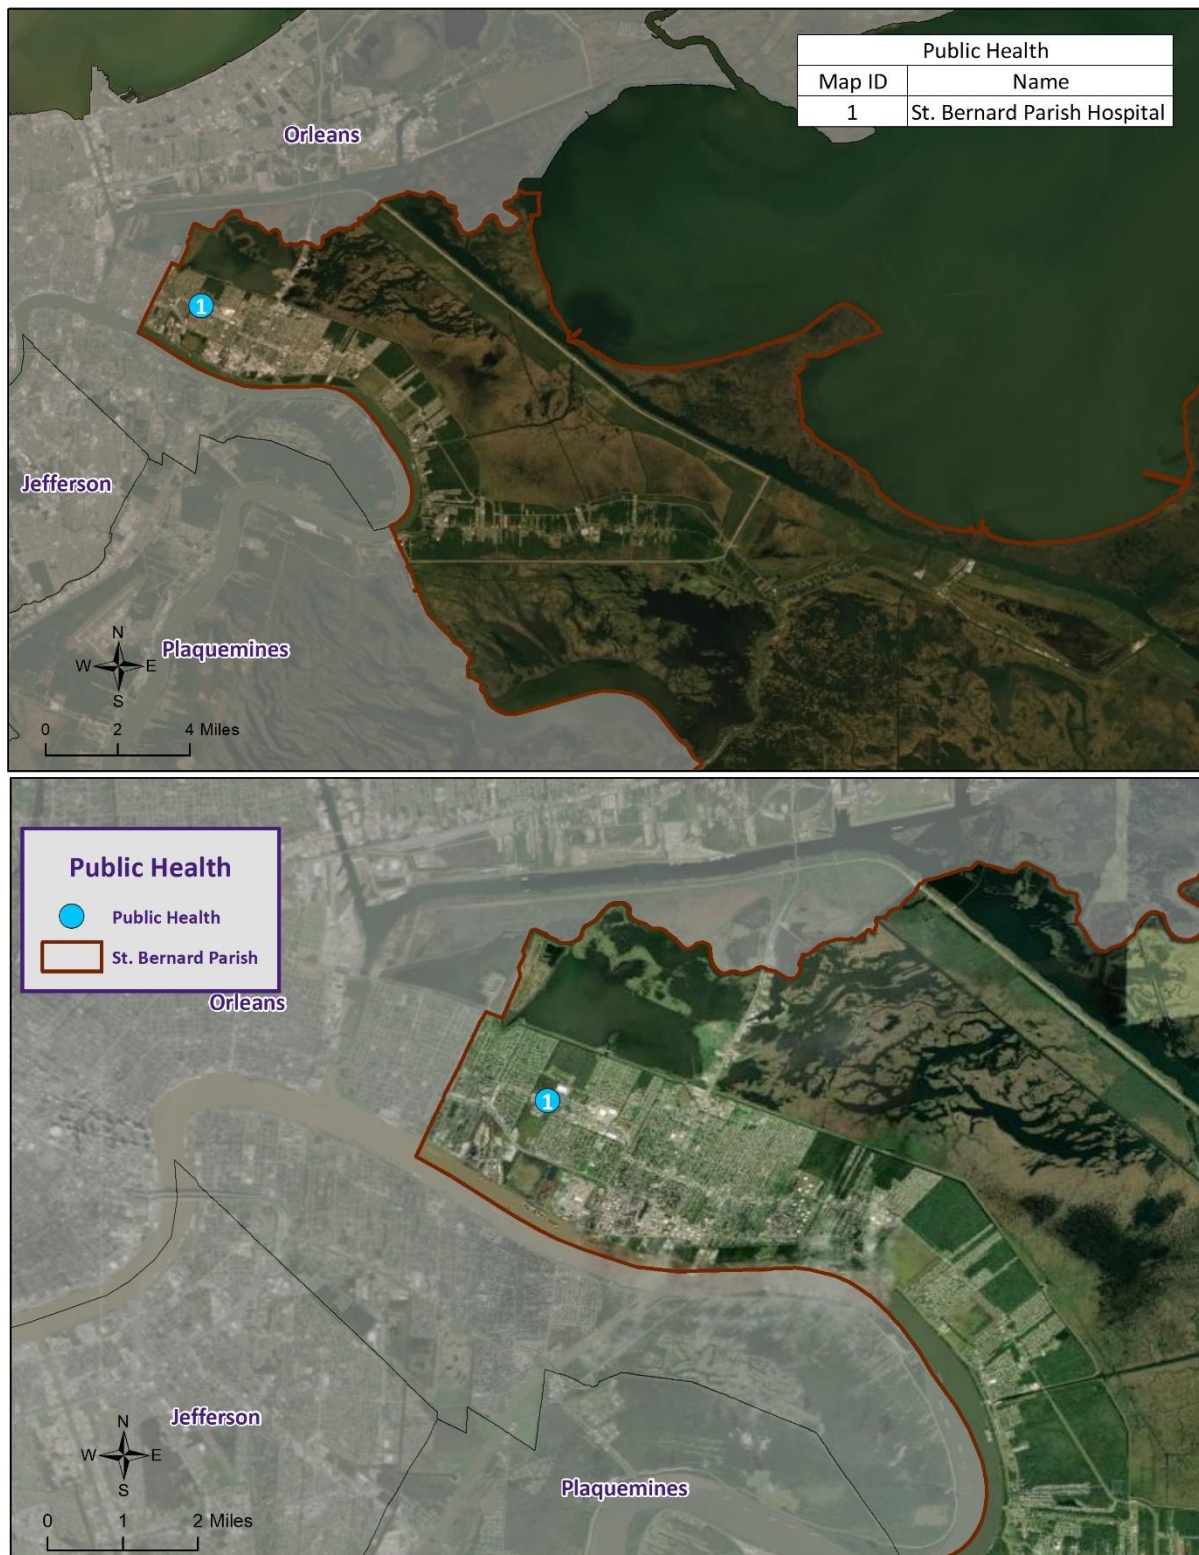 Public Health
Map ID Name
1 St. Bernard Parish Hospital
Orleans
1
Jefferson
Plaquemines
N
W E
S
0 2 4 Miles
Public Health
Public Health
St. Bernard Parish
Orleans
1
Jefferson
Plaquemines
N
W E
S
0 1 2 Miles